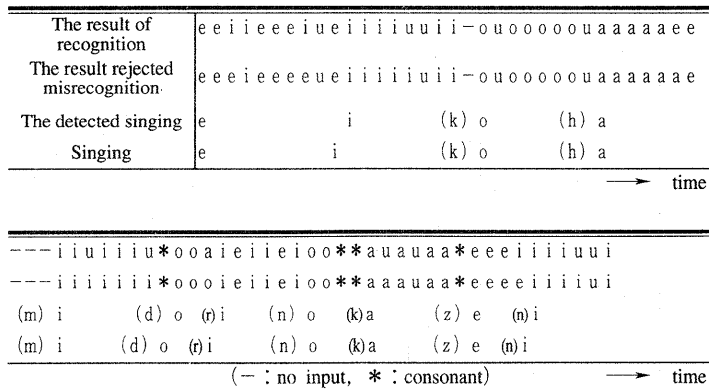 The result of recognition e e i i e e e i u e i i i i i u u i i - o u o o o o o u a a a a a e e
The result rejected misrecognition e e e i e e e e u e i i i i i i u i i - o u o o o o o u a a a a a a e
The detected singing e i (k) o (h) a
Singing e i (k) o (h) a
→ time
- - - i i u i i i u * o o a i e i i e i o o * * a u a u a a * e e e i i i i u u i
- - - i i i i i i i * o o o i e i i e i o o * * a a a u a a * e e e e i i i i u i
(m) i (d) o (r) i (n) o (k) a (z) e (n) i
(m) i (d) o (r) i (n) o (k) a (z) e (n) i
(- : no input, * : consonant) → time